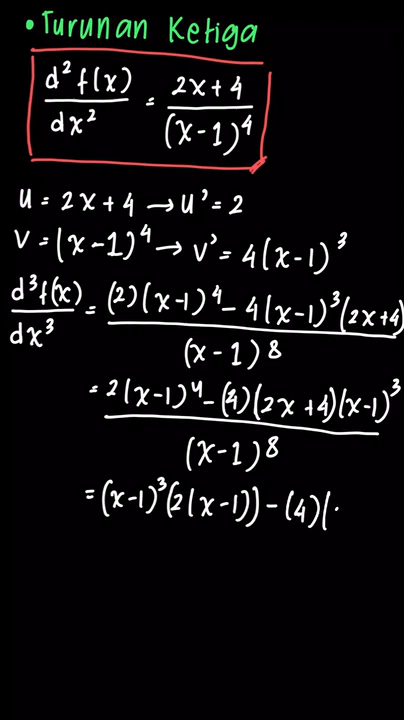 • Turunan Ketiga
d²f(x)/dx² = 2x+4/(x-1)⁴
u = 2x+4 → u' = 2
v = (x-1)⁴ → v' = 4(x-1)³
d³f(x)/dx³ = (2)(x-1)⁴ - 4(x-1)³(2x+4)/(x-1)⁸
= 2(x-1)⁴ - (4)(2x+4)(x-1)³/(x-1)⁸
= (x-1)³(2(x-1)) - (4)(